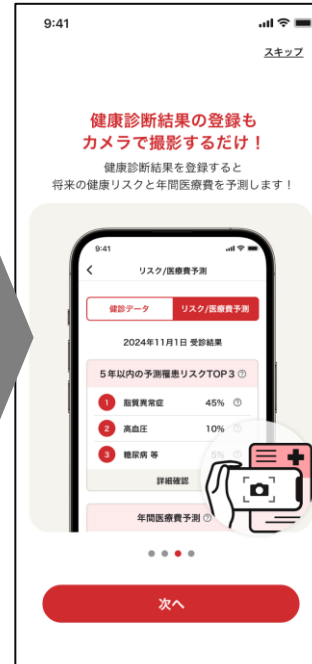 9:41
スキップ
健康診断結果の登録も
カメラで撮影するだけ！
健康診断結果を登録すると
将来の健康リスクと年間医療費を予測します！
9:41
リスク/医療費予測
健診データ
リスク/医療費予測
2024年11月1日 受診結果
5年以内の予測罹患リスクTOP3
1 脂質異常症 45%
2 高血圧 10%
3 糖尿病 等 5%
詳細確認
年間医療費予測
次へ